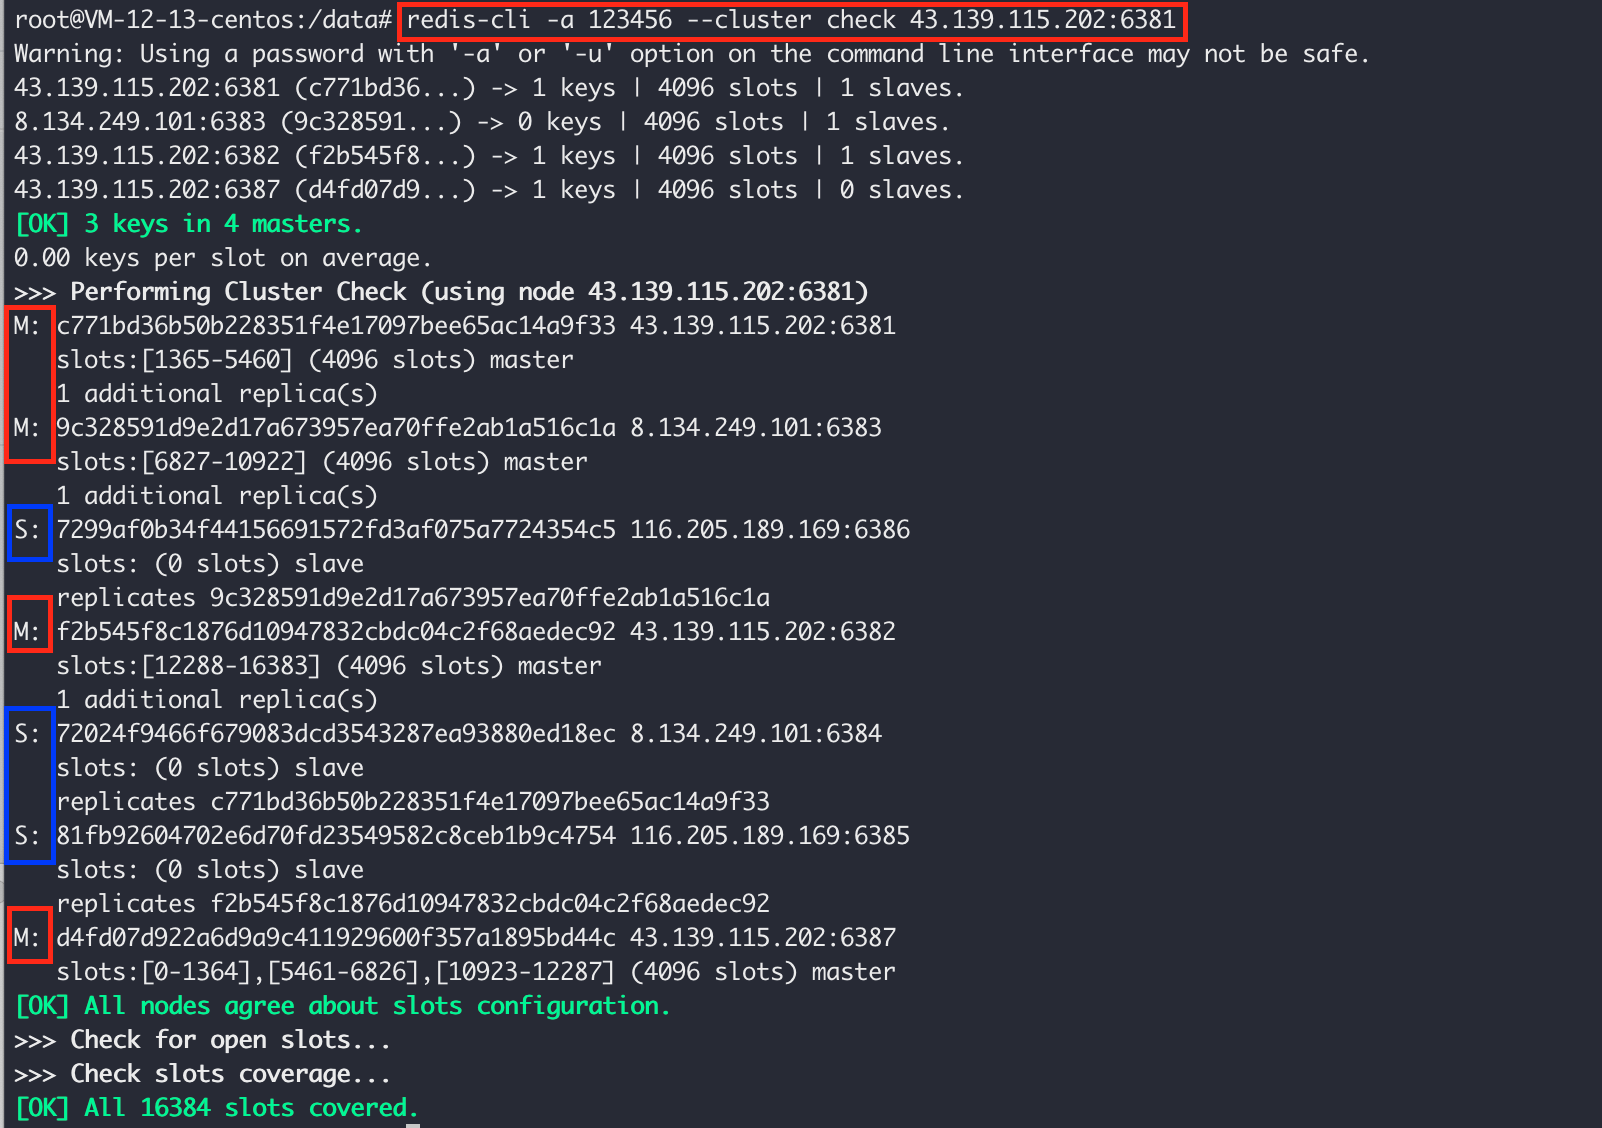 root@VM-12-13-centos:/data# redis-cli -a 123456 --cluster check 43.139.115.202:6381
Warning: Using a password with '-a' or '-u' option on the command line interface may not be safe.
43.139.115.202:6381 (c771bd36...) -> 1 keys | 4096 slots | 1 slaves.
8.134.249.101:6383 (9c328591...) -> 0 keys | 4096 slots | 1 slaves.
43.139.115.202:6382 (f2b545f8...) -> 1 keys | 4096 slots | 1 slaves.
43.139.115.202:6387 (d4fd07d9...) -> 1 keys | 4096 slots | 0 slaves.
[OK] 3 keys in 4 masters.
0.00 keys per slot on average.
>>> Performing Cluster Check (using node 43.139.115.202:6381)
M: c771bd36b50b228351f4e17097bee65ac14a9f33 43.139.115.202:6381
slots:[1365-5460] (4096 slots) master
1 additional replica(s)
M: 9c328591d9e2d17a673957ea70ffe2ab1a516c1a 8.134.249.101:6383
slots:[6827-10922] (4096 slots) master
1 additional replica(s)
S: 7299af0b34f44156691572fd3af075a7724354c5 116.205.189.169:6386
slots: (0 slots) slave
replicates 9c328591d9e2d17a673957ea70ffe2ab1a516c1a
M: f2b545f8c1876d10947832cbdc04c2f68aedec92 43.139.115.202:6382
slots:[12288-16383] (4096 slots) master
1 additional replica(s)
S: 72024f9466f679083dcd3543287ea93880ed18ec 8.134.249.101:6384
slots: (0 slots) slave
replicates c771bd36b50b228351f4e17097bee65ac14a9f33
S: 81fb92604702e6d70fd23549582c8ceb1b9c4754 116.205.189.169:6385
slots: (0 slots) slave
replicates f2b545f8c1876d10947832cbdc04c2f68aedec92
M: d4fd07d922a6d9a9c411929600f357a1895bd44c 43.139.115.202:6387
slots:[0-1364],[5461-6826],[10923-12287] (4096 slots) master
[OK] All nodes agree about slots configuration.
>>> Check for open slots...
>>> Check slots coverage...
[OK] All 16384 slots covered.